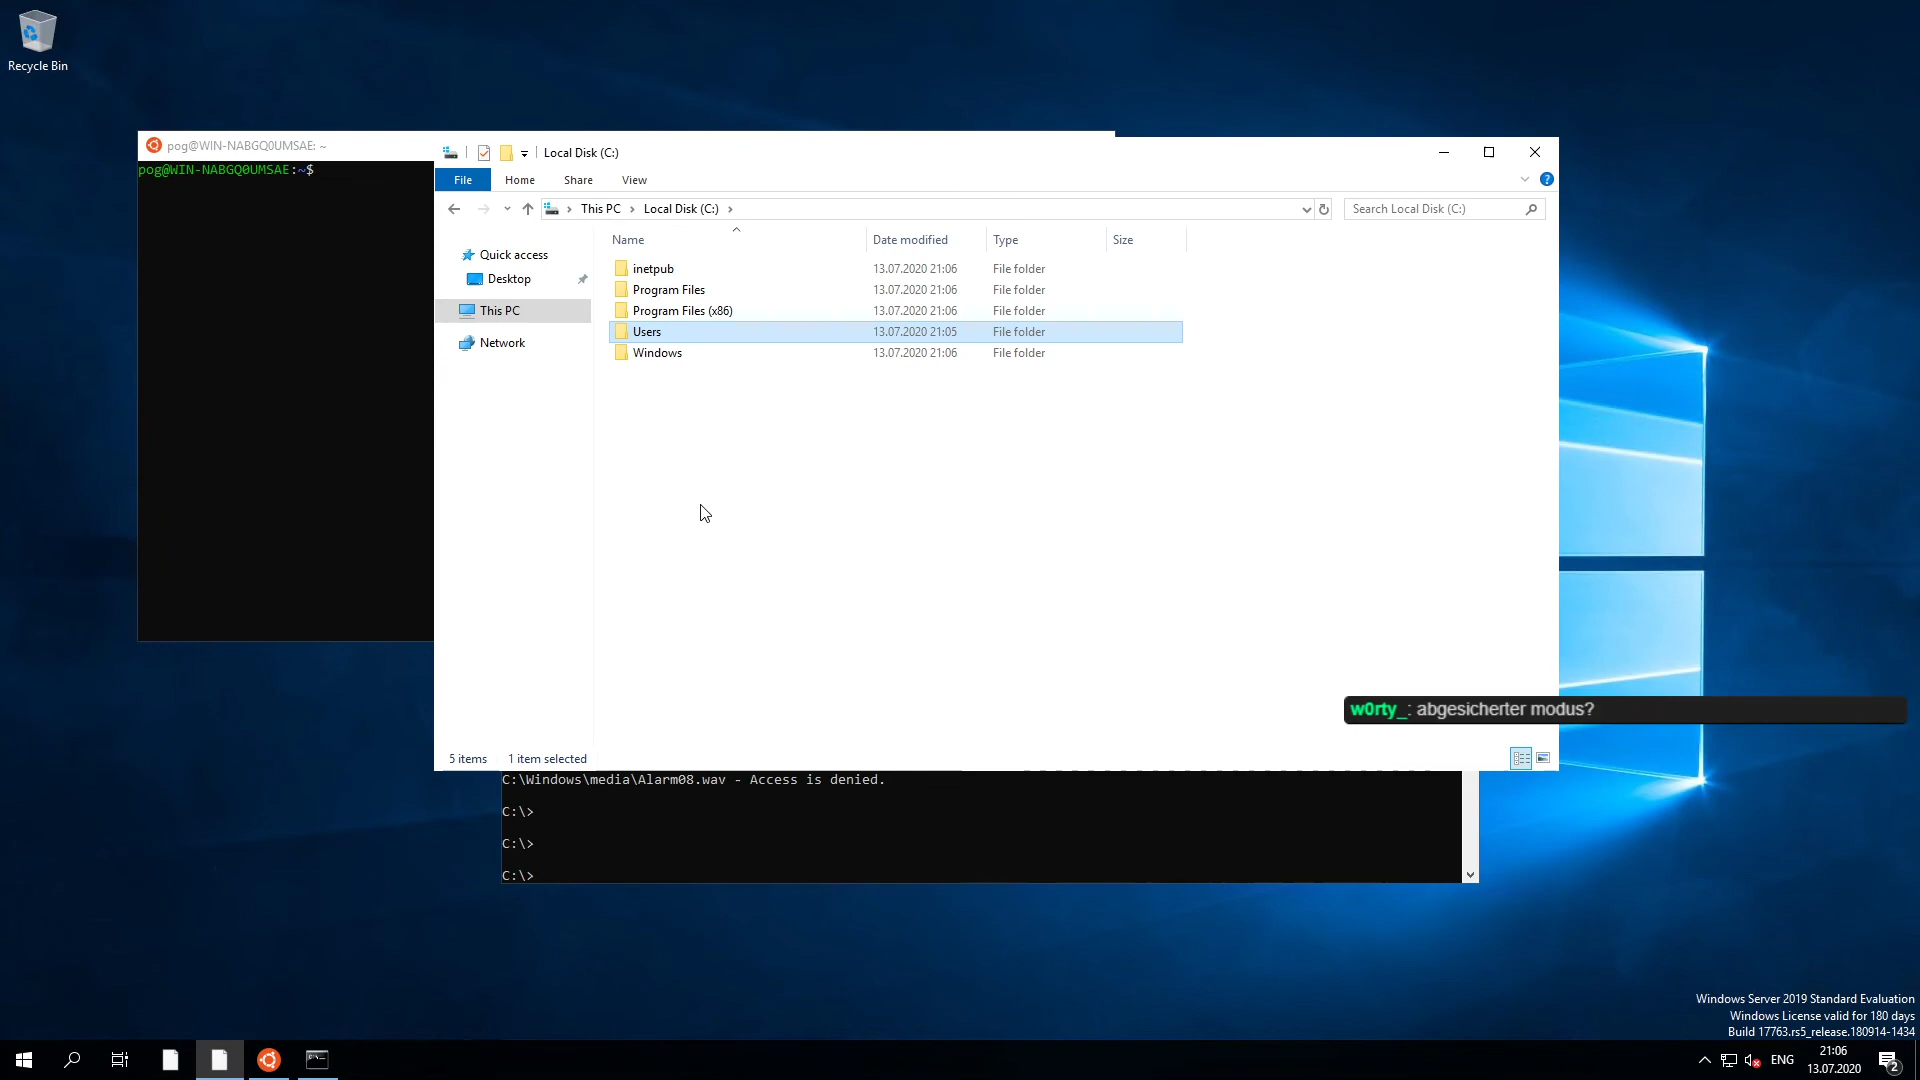 Recycle Bin
pog@WIN-NABGQ0UMSAE: ~
pog@WIN-NABGQ0UMSAE:~$
Local Disk (C:)
File Home Share View
This PC Local Disk (C:)
Search Local Disk (C:)
Name Date modified Type Size
Quick access
Desktop
This PC
Network
inetpub 13.07.2020 21:06 File folder
Program Files 13.07.2020 21:06 File folder
Program Files (x86) 13.07.2020 21:06 File folder
Users 13.07.2020 21:05 File folder
Windows 13.07.2020 21:06 File folder
w0rty_: abgesicherter modus?
5 items 1 item selected
C:\Windows\media\Alarm08.wav - Access is denied.
C:\>
C:\>
C:\>
Windows Server 2019 Standard Evaluation
Windows License valid for 180 days
Build 17763.rs5_release.180914-1434
ENG
21:06
13.07.2020
2